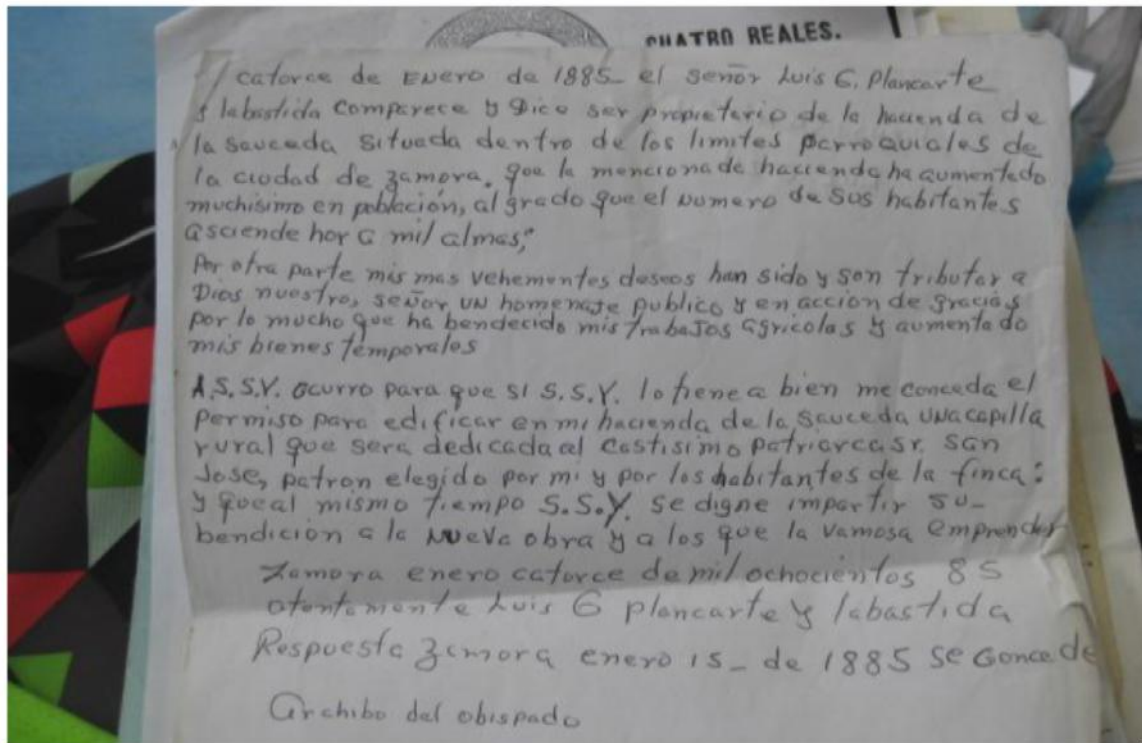 CUATRO REALES.
catorce de Enero de 1885_ el señor Luis G. Plancarte
y labastida comparece y Dice ser propietario de la hacienda de
la sauceda situada dentro de los limites parroquiales de
la ciudad de zamora. que la mencionada hacienda ha aumentado
muchisimo en población, al grado que el numero de sus habitantes
asciende hoy a mil almas,"
Por otra parte mis mas vehementes deseos han sido y son tributar a
Dios nuestro, señor un homenaje publico y en accion de gracias
por lo mucho que ha bendecido mis trabajos agricolas y aumentado
mis bienes temporales
A.S.S.Y. ocurro para que si S.S.Y. lo tiene a bien me conceda el
permiso para edificar en mi hacienda de la sauceda una capilla
rural que sera dedicada al castisimo patriarca sr. san
Jose, patron elegido por mi y por los habitantes de la finca:
y que al mismo tiempo S.S.Y. se digne impartir su_
bendicion a la nueva obra y a los que la vamos a emprender
Zamora enero catorce de mil ochocientos 85
atentamente Luis G plancarte y labastida
Respuesta Zamora enero 15_ de 1885 se concede
Archibo del obispado